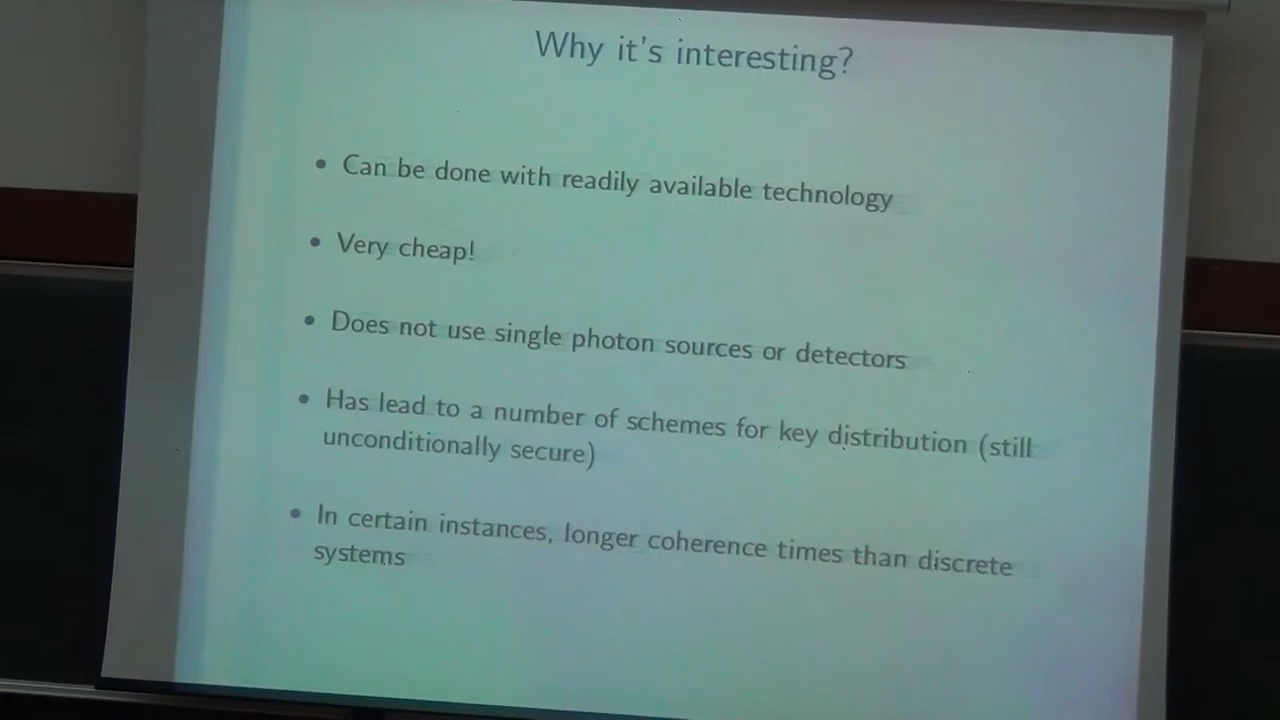 Why it's interesting?
• Can be done with readily available technology
• Very cheap!
• Does not use single photon sources or detectors
• Has lead to a number of schemes for key distribution (still
unconditionally secure)
• In certain instances, longer coherence times than discrete
systems